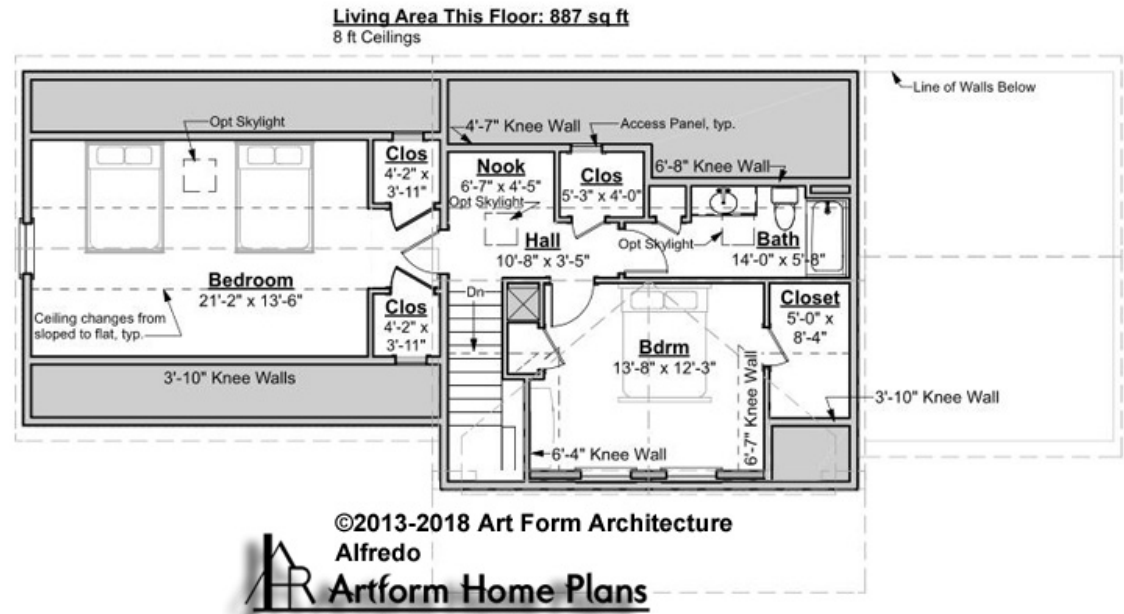 Living Area This Floor: 887 sq ft
8 ft Ceilings
Line of Walls Below
Opt Skylight
4'-7" Knee Wall
Access Panel, typ.
Clos
4'-2" x
3'-11"
Nook
6'-7" x 4'-5"
Opt Skylight
Clos
5'-3" x 4'-0"
6'-8" Knee Wall
Hall
10'-8" x 3'-5"
Opt Skylight
Bath
14'-0" x 5'-8"
Bedroom
21'-2" x 13'-6"
Ceiling changes from
sloped to flat, typ.
Clos
4'-2" x
3'-11"
Dn
Bdrm
13'-8" x 12'-3"
Closet
5'-0" x
8'-4"
3'-10" Knee Walls
6'-7" Knee Wall
3'-10" Knee Wall
6'-4" Knee Wall
©2013-2018 Art Form Architecture
Alfredo
AFR
Artform Home Plans